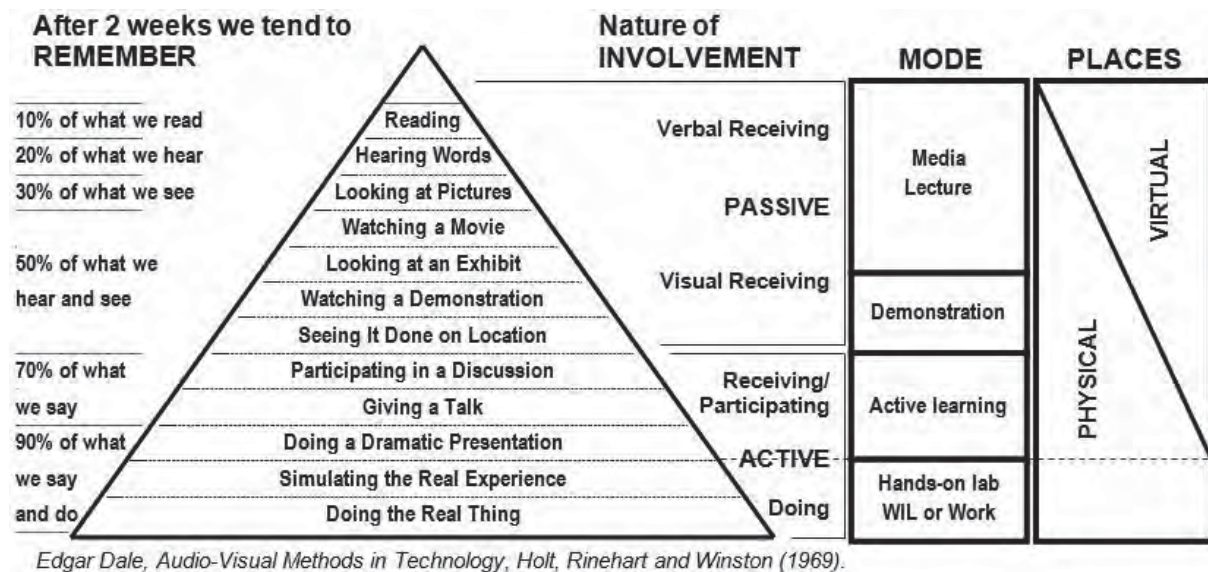 After 2 weeks we tend to
REMEMBER
10% of what we read
20% of what we hear
30% of what we see
50% of what we
hear and see
70% of what
we say
90% of what
we say
and do
Reading
Hearing Words
Looking at Pictures
Watching a Movie
Looking at an Exhibit
Watching a Demonstration
Seeing It Done on Location
Participating in a Discussion
Giving a Talk
Doing a Dramatic Presentation
Simulating the Real Experience
Doing the Real Thing
Nature of
INVOLVEMENT
Verbal Receiving
PASSIVE
Visual Receiving
Receiving/
Participating
ACTIVE
Doing
MODE
Media
Lecture
Demonstration
Active learning
Hands-on lab
WIL or Work
PLACES
VIRTUAL
PHYSICAL
Edgar Dale, Audio-Visual Methods in Technology, Holt, Rinehart and Winston (1969).